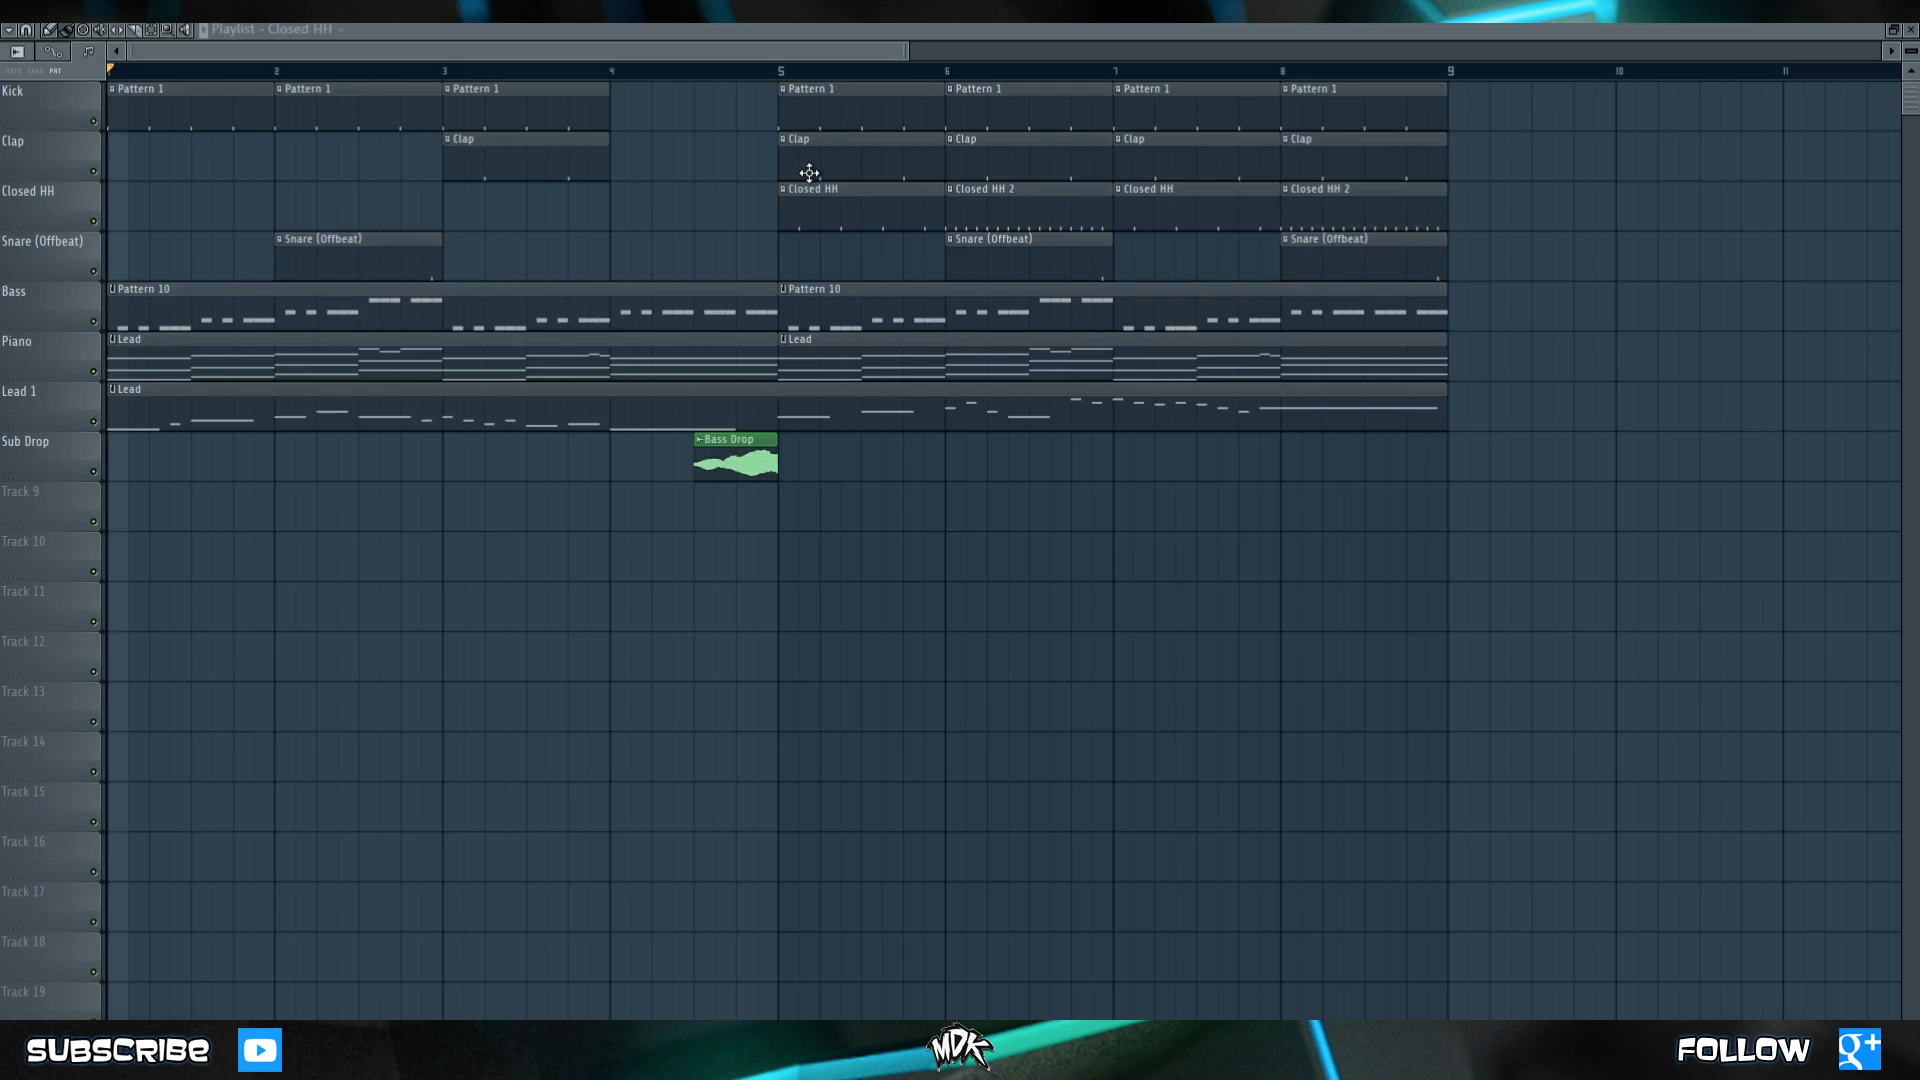 Playlist - Closed HH
NOTE CHAN PAT
2 3 4 5 6 7 8 9 10 11
Kick
Pattern 1 Pattern 1 Pattern 1 Pattern 1 Pattern 1 Pattern 1 Pattern 1
Clap
Clap Clap Clap Clap Clap
Closed HH
Closed HH Closed HH 2 Closed HH Closed HH 2
Snare (Offbeat)
Snare (Offbeat) Snare (Offbeat) Snare (Offbeat)
Bass
Pattern 10 Pattern 10
Piano
Lead Lead
Lead 1
Lead
Sub Drop
Bass Drop
Track 9
Track 10
Track 11
Track 12
Track 13
Track 14
Track 15
Track 16
Track 17
Track 18
Track 19
SUBSCRIBE MDK FOLLOW g+